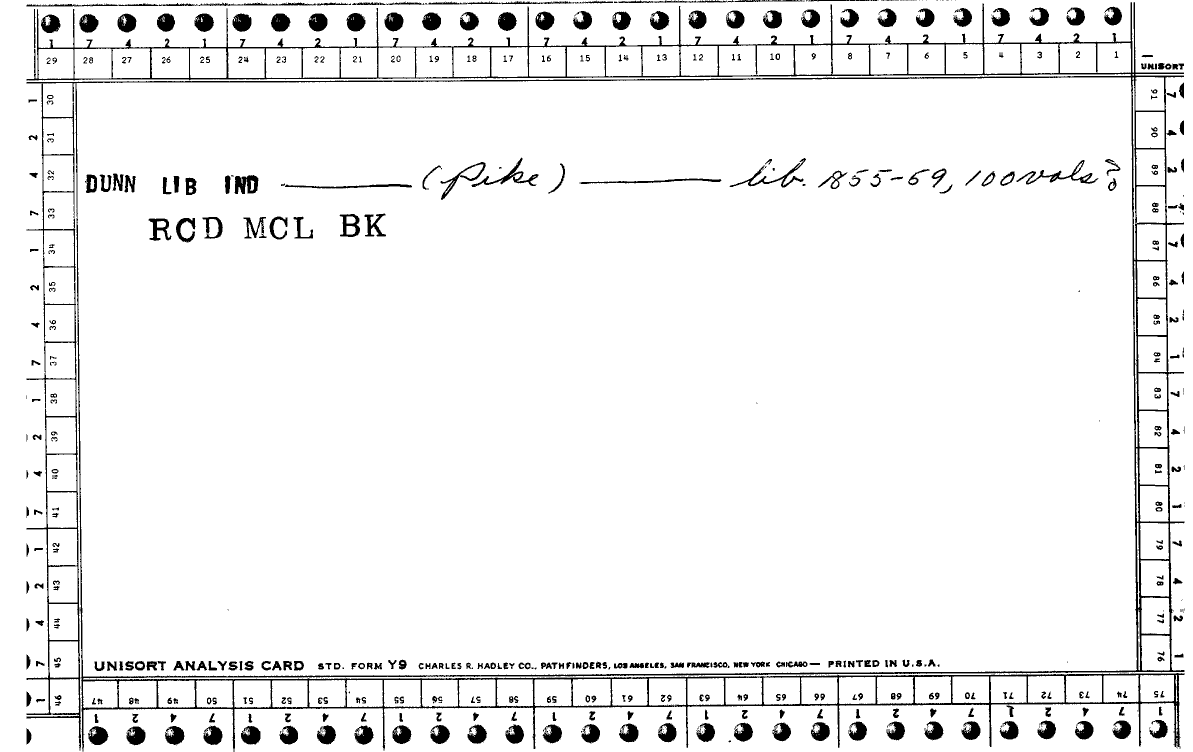 1 7 4 2 1 7 4 2 1 7 4 2 1 7 4 2 1 7 4 2 1 7 4 2 1 7 4 2 1
29 28 27 26 25 24 23 22 21 20 19 18 17 16 15 14 13 12 11 10 9 8 7 6 5 4 3 2 1
UNISORT
DUNN LIB IND ——— (Pike) ——— lib. 1855-69, 100 vols?
RCD MCL BK
1 30 91 7
2 31 90 4
4 32 89 2
7 33 88 1
1 34 87 7
2 35 86 4
4 36 85 2
7 37 84 1
1 38 83 7
2 39 82 4
4 40 81 2
7 41 80 1
1 42 79 7
2 43 78 4
4 44 77 2
7 45 76 1
1 46
UNISORT ANALYSIS CARD STD. FORM Y9 CHARLES R. HADLEY CO., PATHFINDERS, LOS ANGELES, SAN FRANCISCO, NEW YORK CHICAGO — PRINTED IN U.S.A.
47 48 49 50 51 52 53 54 55 56 57 58 59 60 61 62 63 64 65 66 67 68 69 70 71 72 73 74 75
1 2 4 7 1 2 4 7 1 2 4 7 1 2 4 7 1 2 4 7 1 2 4 7 1 2 4 7 1